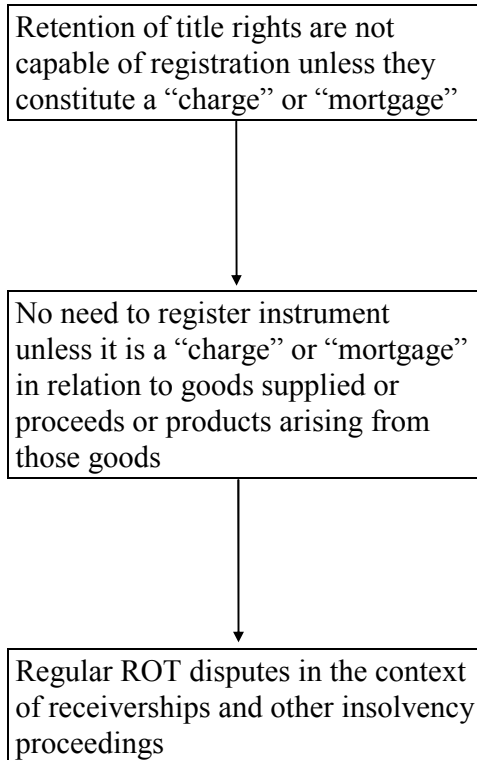 Retention of title rights are not
capable of registration unless they
constitute a “charge” or “mortgage”
No need to register instrument
unless it is a “charge” or “mortgage”
in relation to goods supplied or
proceeds or products arising from
those goods
Regular ROT disputes in the context
of receiverships and other insolvency
proceedings